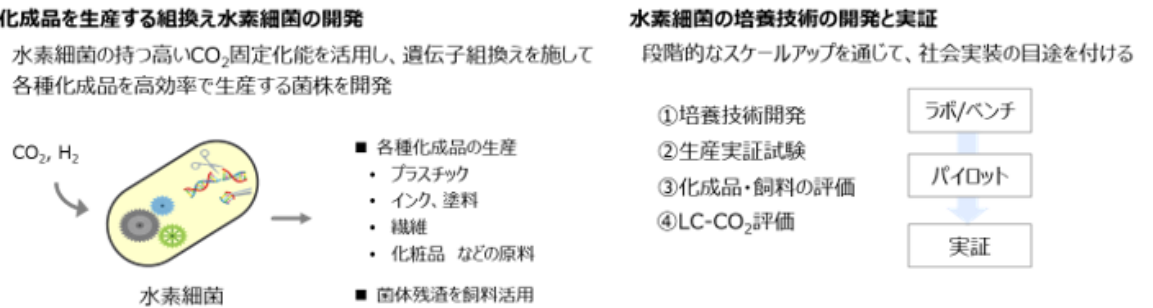 化成品を生産する組換え水素細菌の開発
水素細菌の持つ高いCO₂固定化能を活用し、遺伝子組換えを施して
各種化成品を高効率で生産する菌株を開発
CO₂, H₂
水素細菌
■ 各種化成品の生産
• プラスチック
• インク、塗料
• 繊維
• 化粧品 などの原料
■ 菌体残渣を飼料活用
水素細菌の培養技術の開発と実証
段階的なスケールアップを通じて、社会実装の目途を付ける
①培養技術開発
②生産実証試験
③化成品・飼料の評価
④LC-CO₂評価
ラボ/ベンチ
パイロット
実証